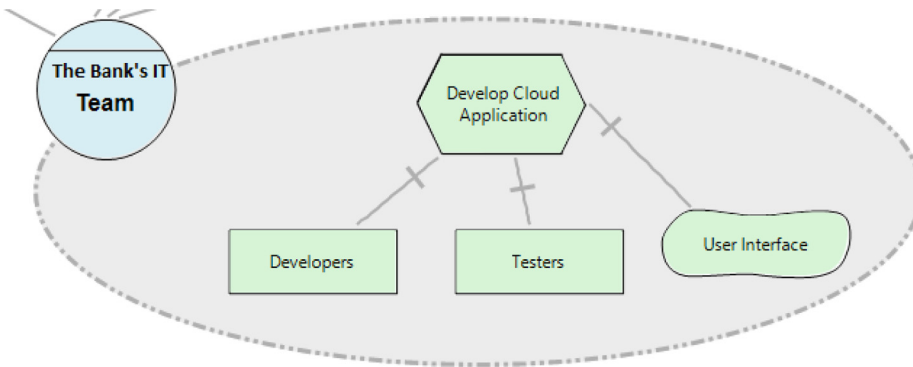 The Bank's IT
Team
Develop Cloud
Application
Developers
Testers
User Interface